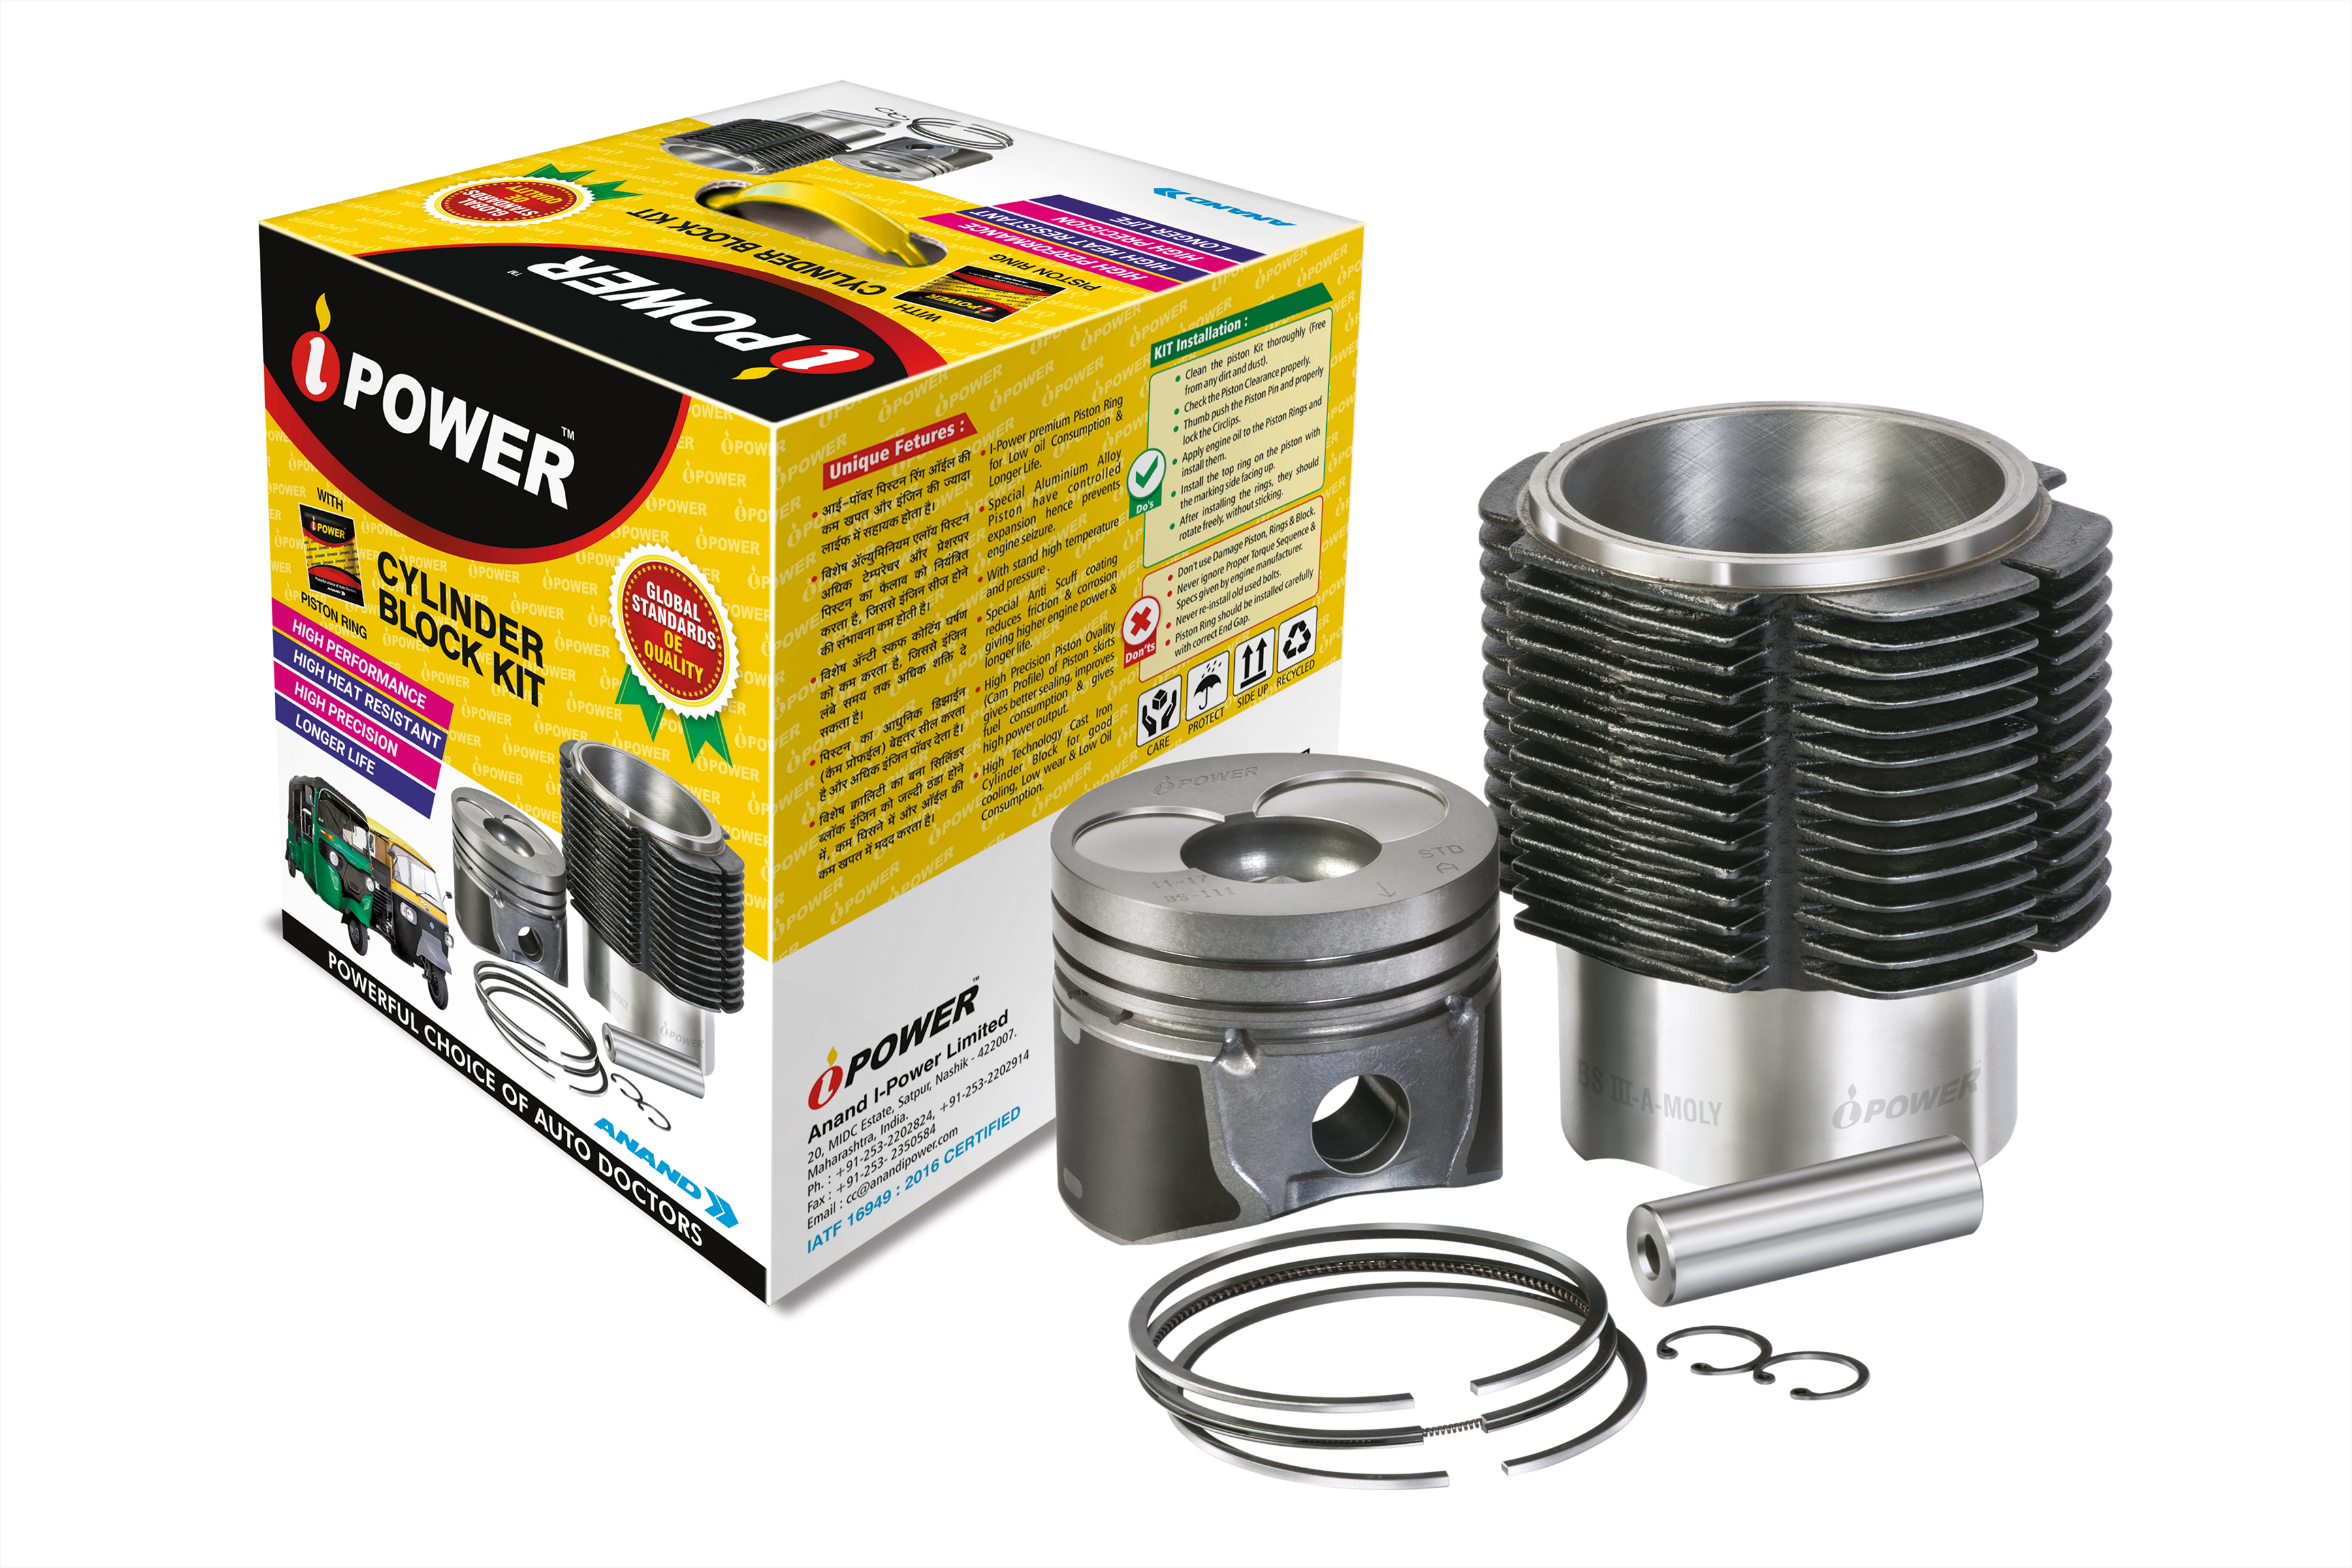 i POWER™
WITH
i POWER
PISTON RING
CYLINDER
BLOCK KIT
GLOBAL
STANDARDS
OF
QUALITY
HIGH PERFORMANCE
HIGH HEAT RESISTANT
HIGH PRECISION
LONGER LIFE
ANAND
POWERFUL CHOICE OF AUTO DOCTORS
GLOBAL
STANDARDS
OF
QUALITY
i POWER™
CYLINDER BLOCK KIT
WITH
i POWER
PISTON RING
HIGH PERFORMANCE
HIGH HEAT RESISTANT
HIGH PRECISION
LONGER LIFE
ANAND
Unique Fetures :
• आई-पॉवर पिस्टन रिंग ऑईल की
कम खपत और इंजिन की ज्यादा
लाईफ में सहायक होता है।
• विशेष ॲल्युमिनियम एलॉय पिस्टन
अधिक टेम्परेचर और प्रेशरपर
पिस्टन का फैलाव को नियंत्रित
करता है, जिससे इंजिन सीज होने
की संभावना कम होती है।
• विशेष ॲन्टी स्कफ कोटिंग घर्षण
को कम करता है, जिससे इंजिन
लंबे समय तक अधिक शक्ति दे
सकता है।
• पिस्टन का आधुनिक डिझाईन
(कैम प्रोफईल) बेहतर सील करता
है और अधिक इंजिन पॉवर देता है।
• विशेष क्वालिटी का बना सिलिंडर
ब्लॉक इंजिन को जल्दी ठंडा होने
में, कम घिसने में और ऑईल की
कम खपत में मदद करता है।
• I-Power premium Piston Ring
for Low oil Consumption &
Longer Life.
• Special Aluminium Alloy
Piston have controlled
expansion hence prevents
engine seizure.
• With stand high temperature
and pressure .
• Special Anti Scuff coating
reduces friction & corrosion
giving higher engine power &
longer life.
• High Precision Piston Ovality
(Cam Profile) of Piston skirts
gives better sealing, improves
fuel consumption, & gives
high power output.
• High Technology Cast Iron
Cylinder Block for good
cooling, Low wear & Low Oil
Consumption.
KIT Installation :
• Clean the piston Kit thoroughly (Free
from any dirt and dust).
• Check the Piston Clearance properly.
• Thumb push the Piston Pin and properly
lock the Circlips.
• Apply engine oil to the Piston Rings and
install them.
• Install the top ring on the piston with
the marking side facing up.
• After installing the rings, they should
rotate freely, without sticking.
Do's
• Don't use Damage Piston, Rings & Block.
• Never ignore Proper Torque Sequence &
Specs given by engine manufacturer.
• Never re-install old used bolts.
• Piston Ring should be installed carefully
with correct End Gap.
Don'ts
CARE
PROTECT
SIDE UP
RECYCLED
i POWER™
Anand I-Power Limited
20, MIDC Estate, Satpur, Nashik - 422007.
Maharashtra, India.
Ph. : +91-253-2202824, +91-253-2202914
Fax : +91-253- 2350584
Email : cc@anandipower.com
IATF 16949 : 2016 CERTIFIED
i POWER
STD
A
11-17
BS-111
BS III-A-MOLY
i POWER